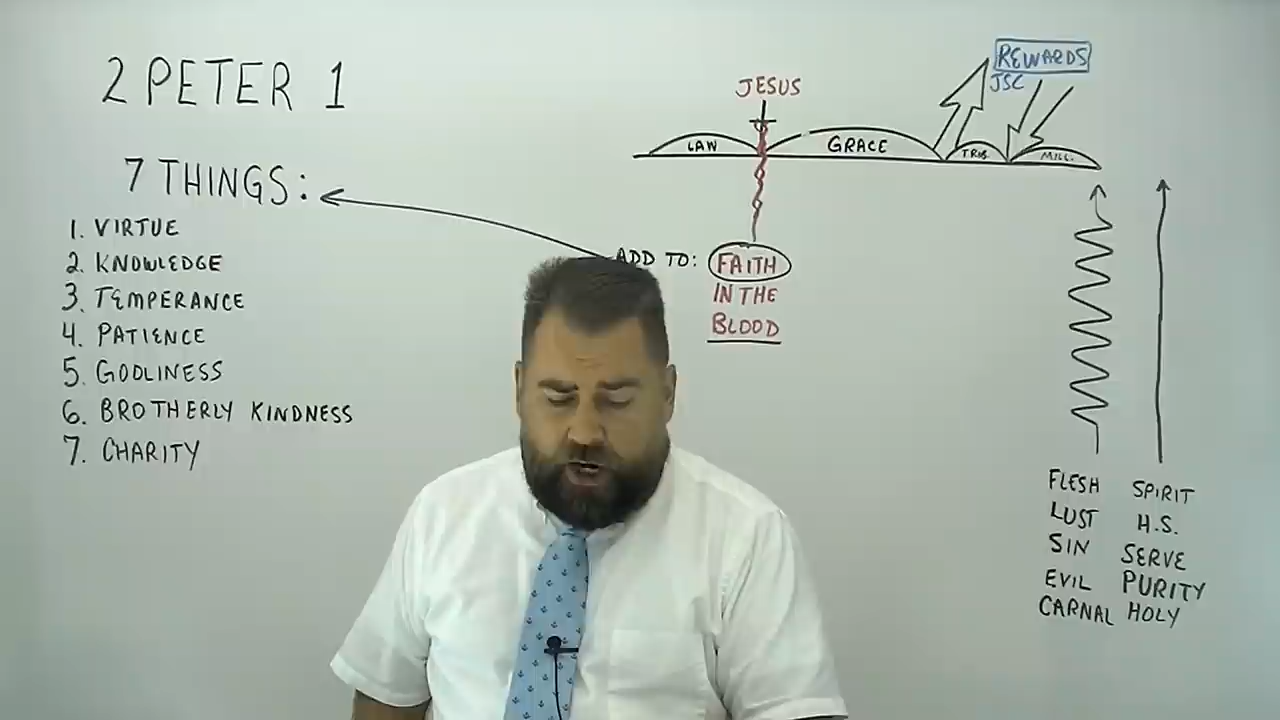 2 PETER 1
7 THINGS:
1. VIRTUE
2. KNOWLEDGE
3. TEMPERANCE
4. PATIENCE
5. GODLINESS
6. BROTHERLY KINDNESS
7. CHARITY
JESUS
REWARDS
JSC
LAW
GRACE
TRIB
MILL.
ADD TO: FAITH
IN THE
BLOOD
FLESH SPIRIT
LUST H.S.
SIN SERVE
EVIL PURITY
CARNAL HOLY